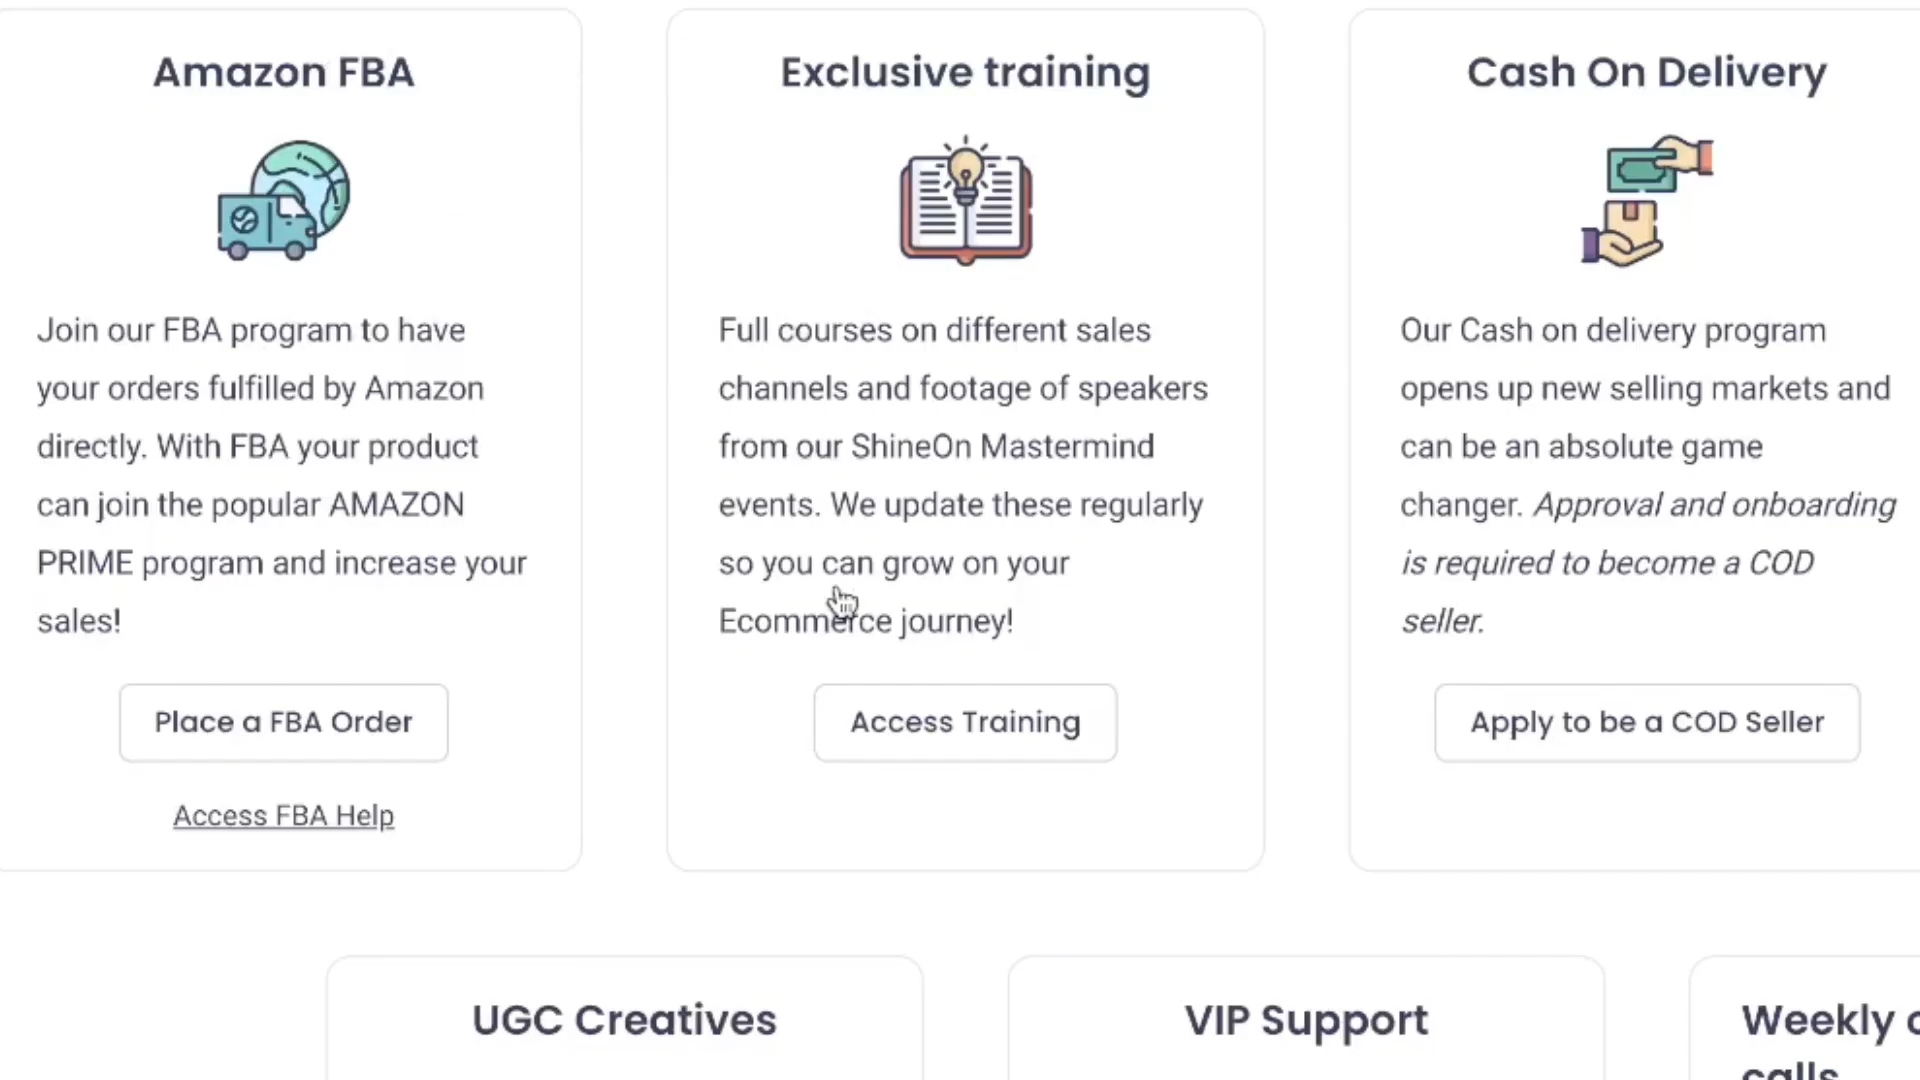 Amazon FBA
Join our FBA program to have
your orders fulfilled by Amazon
directly. With FBA your product
can join the popular AMAZON
PRIME program and increase your
sales!
Place a FBA Order
Access FBA Help
Exclusive training
Full courses on different sales
channels and footage of speakers
from our ShineOn Mastermind
events. We update these regularly
so you can grow on your
Ecommerce journey!
Access Training
Cash On Delivery
Our Cash on delivery program
opens up new selling markets and
can be an absolute game
changer. Approval and onboarding
is required to become a COD
seller.
Apply to be a COD Seller
UGC Creatives
VIP Support
Weekly
calls